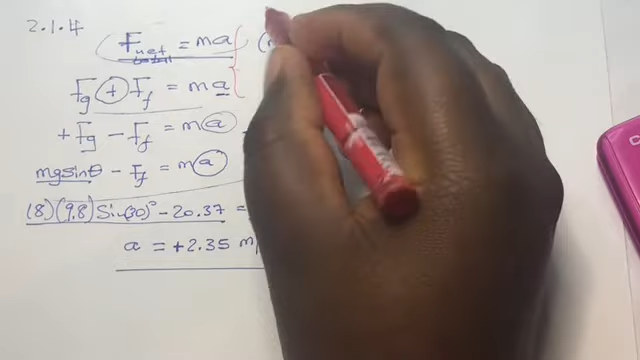 2.1.4
Fnet = ma
Fg + Ff = ma
+ Fg - Ff = ma
mgsinθ - Ff = ma
(8)(9.8)Sin(30)° - 20.37 =
a = +2.35 m/